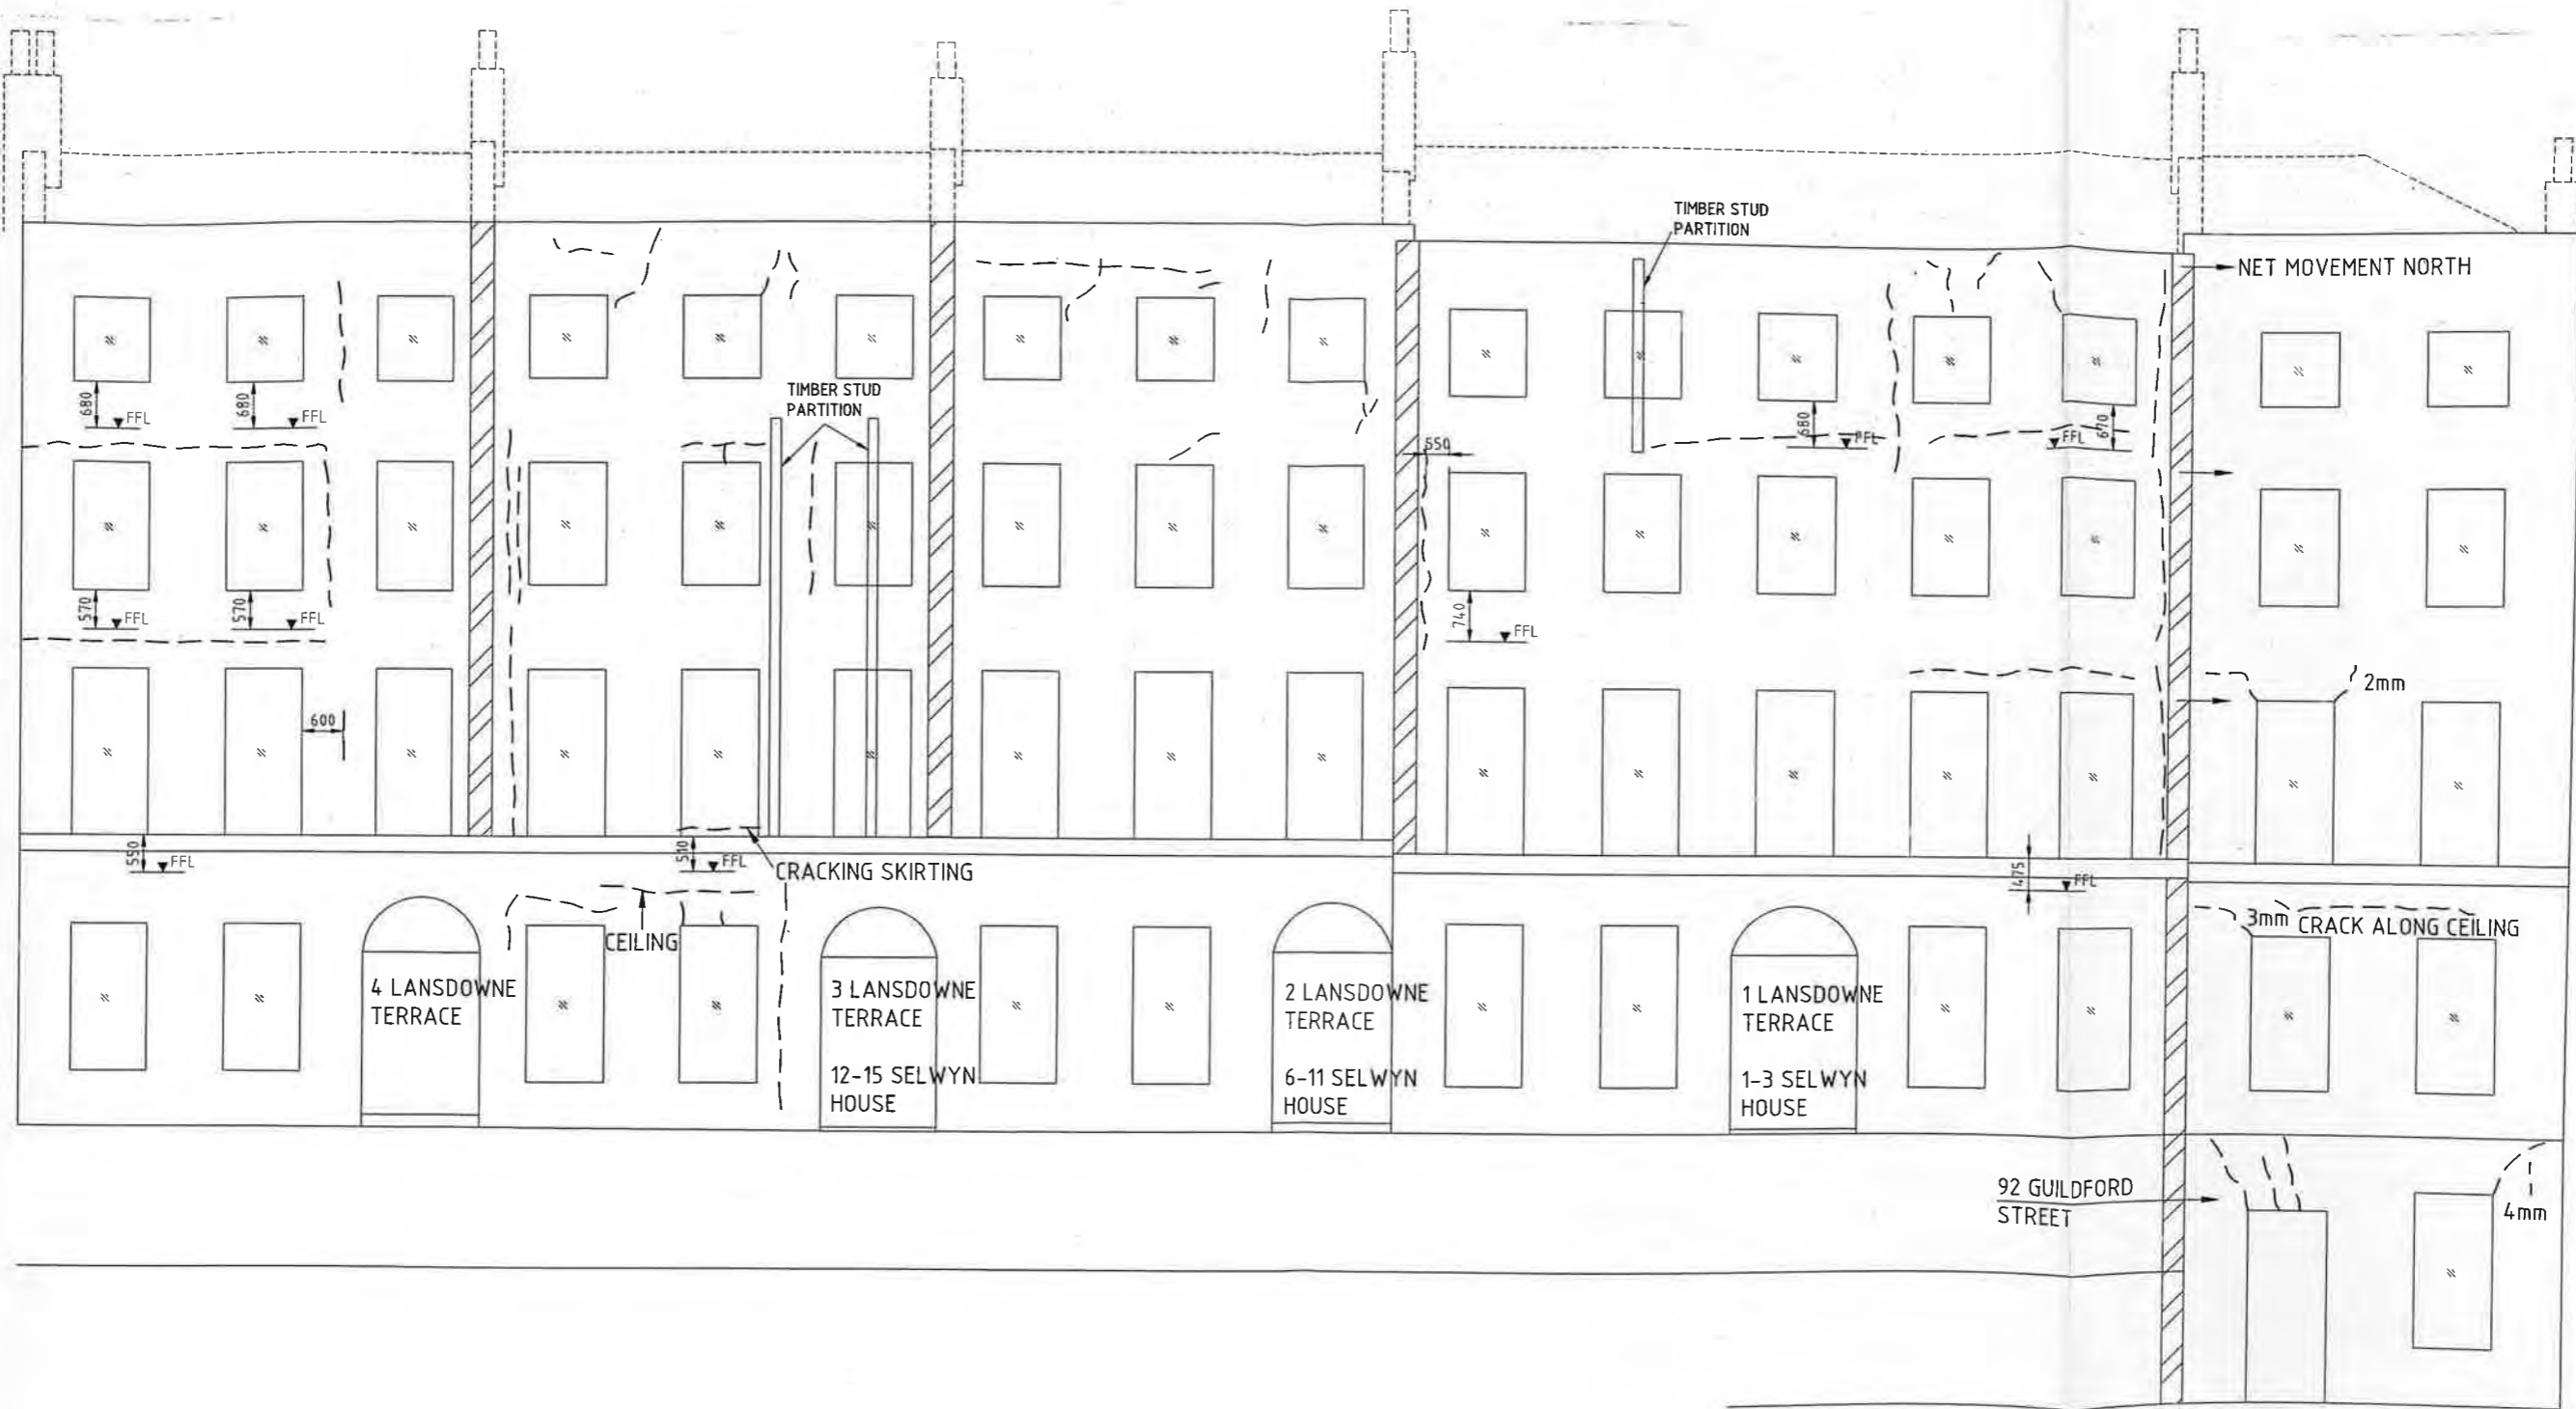 TIMBER STUD
PARTITION
NET MOVEMENT NORTH
TIMBER STUD
PARTITION
680
FFL
680
FFL
680
FFL
670
FFL
550
570
FFL
570
FFL
740
FFL
2mm
600
550
FFL
510
FFL
CRACKING SKIRTING
475
FFL
CEILING
3mm
CRACK ALONG CEILING
4 LANSDOWNE
TERRACE
3 LANSDOWNE
TERRACE
12-15 SELWYN
HOUSE
2 LANSDOWNE
TERRACE
6-11 SELWYN
HOUSE
1 LANSDOWNE
TERRACE
1-3 SELWYN
HOUSE
92 GUILDFORD
STREET
4mm